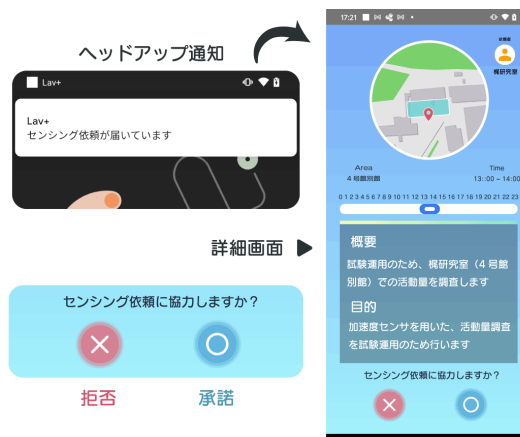 ヘッドアップ通知
Lav+
Lav+
センシング依頼が届いています
詳細画面
センシング依頼に協力しますか？
拒否
承諾
17:21
依頼者
梶研究室
Area
4 号館別館
Time
13:00 ~ 14:00
0 1 2 3 4 5 6 7 8 9 10 11 12 13 14 15 16 17 18 19 20 21 22 23
概要
試験運用のため、梶研究室（4 号館
別館）での活動量を調査します
目的
加速度センサを用いた、活動量調査
を試験運用のため行います
センシング依頼に協力しますか？